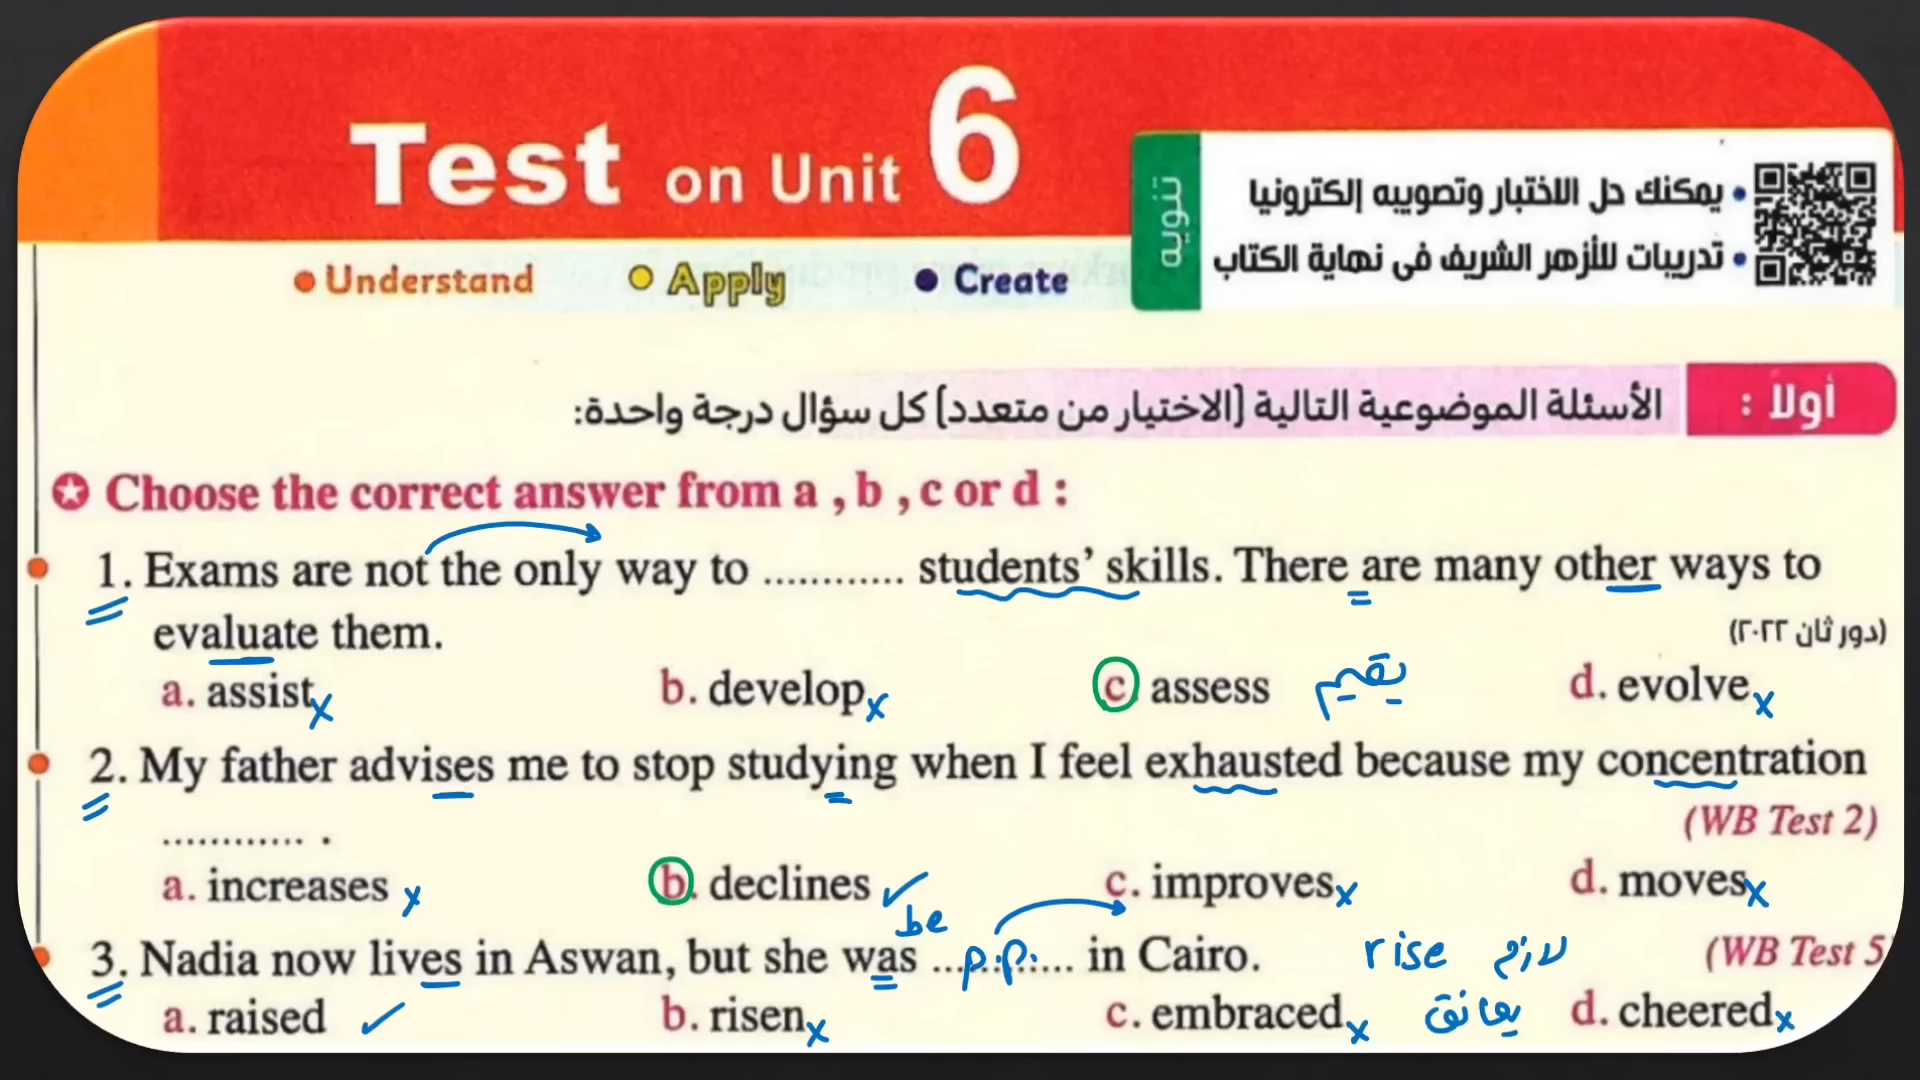 Test on Unit 6
تنويه
• يمكنك حل الاختبار وتصويبه إلكترونيا
• تدريبات للأزهر الشريف فى نهاية الكتاب
• Understand • Apply • Create
أولاً :
الأسئلة الموضوعية التالية (الاختيار من متعدد) كل سؤال درجة واحدة:
Choose the correct answer from a , b , c or d :
1. Exams are not the only way to ............ students’ skills. There are many other ways to
evaluate them. (دور ثان ٢٠٢٢)
a. assist x b. develop x c. assess يقيم d. evolve x
2. My father advises me to stop studying when I feel exhausted because my concentration
............ . (WB Test 2)
a. increases x b. declines ✓ c. improves x d. moves x
be
3. Nadia now lives in Aswan, but she was ............ p.p. in Cairo. rise لازم (WB Test 5
a. raised ✓ b. risen x c. embraced x يعانق d. cheered x